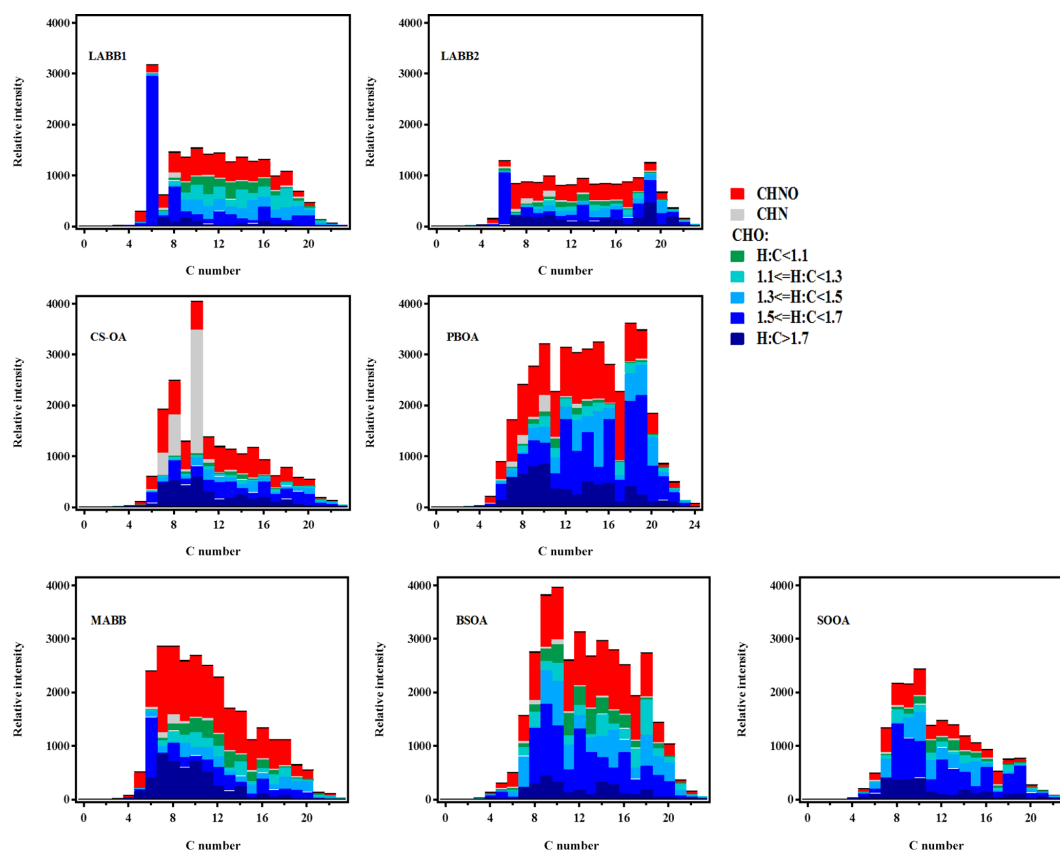 4000
3000
2000
1000
0
Relative intensity
LABB1
0 4 8 12 16 20
C number
4000
3000
2000
1000
0
Relative intensity
LABB2
0 4 8 12 16 20
C number
CHNO
CHN
CHO:
H:C<1.1
1.1<=H:C<1.3
1.3<=H:C<1.5
1.5<=H:C<1.7
H:C>1.7
4000
3000
2000
1000
0
Relative intensity
CS-OA
0 4 8 12 16 20
C number
4000
3000
2000
1000
0
Relative intensity
PBOA
0 4 8 12 16 20 24
C number
4000
3000
2000
1000
0
Relative intensity
MABB
0 4 8 12 16 20
C number
4000
3000
2000
1000
0
Relative intensity
BSOA
0 4 8 12 16 20
C number
4000
3000
2000
1000
0
Relative intensity
SOOA
0 4 8 12 16 20
C number